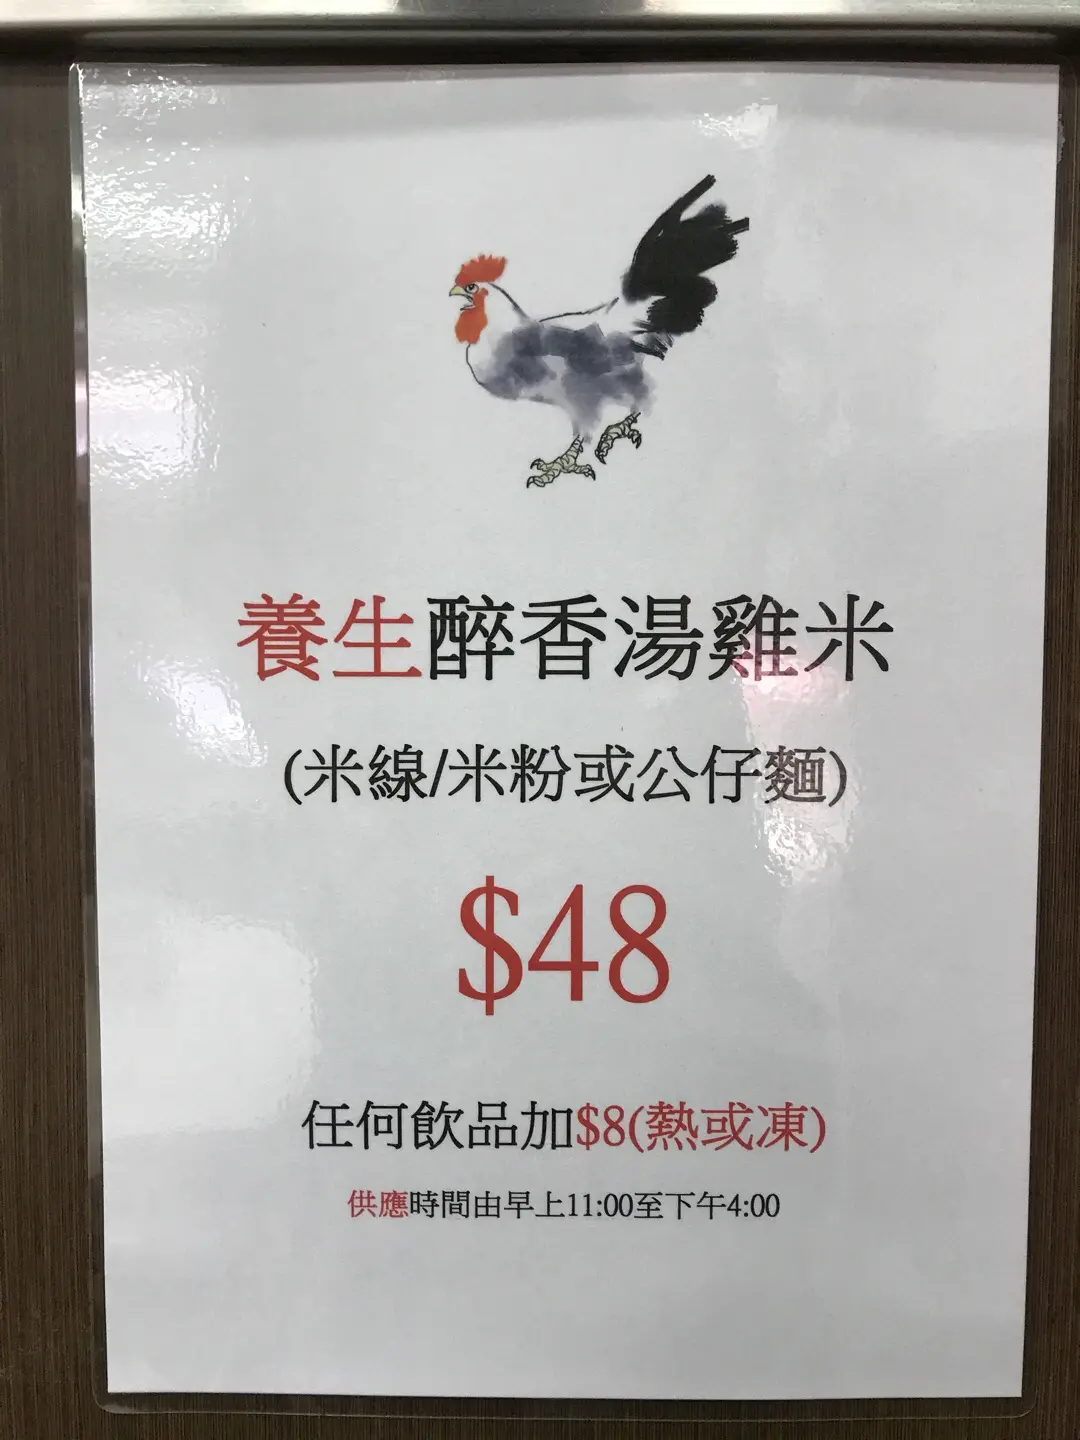 養生醉香湯雞米
(米線/米粉或公仔麵)
$48
任何飲品加$8(熱或凍)
供應時間由早上11:00至下午4:00